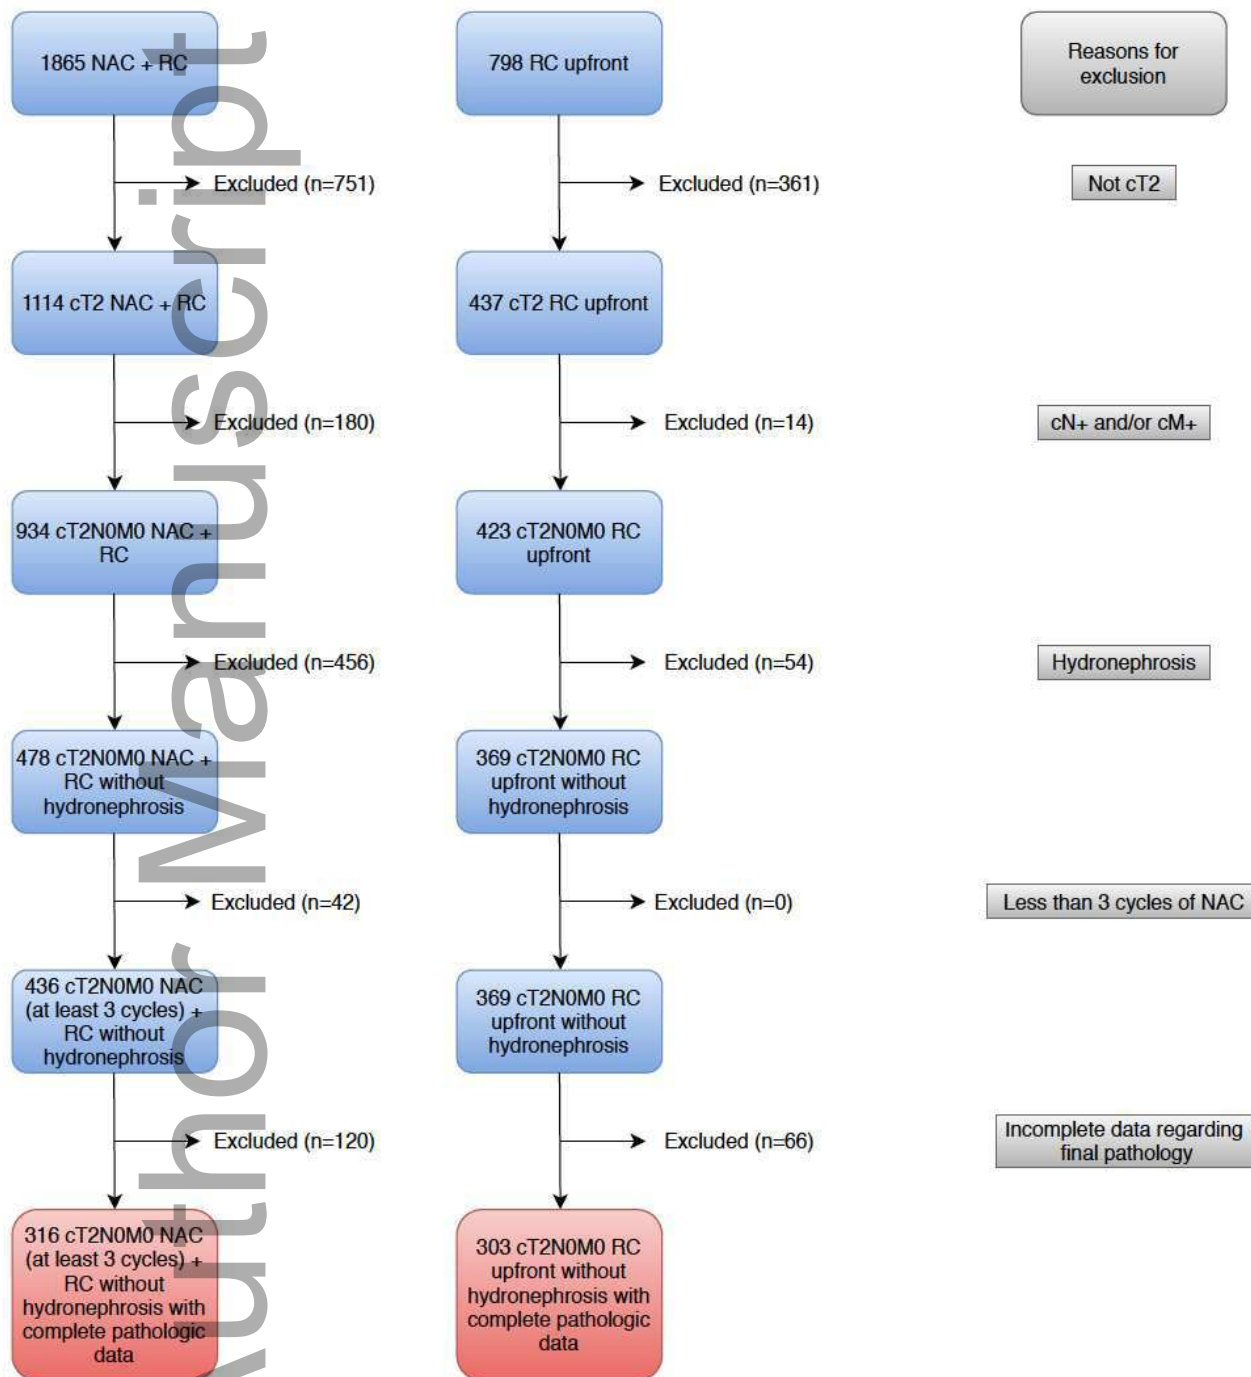 1865 NAC + RC
798 RC upfront
Reasons for
exclusion
Excluded (n=751)
Excluded (n=361)
Not cT2
1114 cT2 NAC + RC
437 cT2 RC upfront
Excluded (n=180)
Excluded (n=14)
cN+ and/or cM+
934 cT2N0M0 NAC +
RC
423 cT2N0M0 RC
upfront
Excluded (n=456)
Excluded (n=54)
Hydronephrosis
478 cT2N0M0 NAC +
RC without
hydronephrosis
369 cT2N0M0 RC
upfront without
hydronephrosis
Excluded (n=42)
Excluded (n=0)
Less than 3 cycles of NAC
436 cT2N0M0 NAC
(at least 3 cycles) +
RC without
hydronephrosis
369 cT2N0M0 RC
upfront without
hydronephrosis
Excluded (n=120)
Excluded (n=66)
Incomplete data regarding
final pathology
316 cT2N0M0 NAC
(at least 3 cycles) +
RC without
hydronephrosis with
complete pathologic
data
303 cT2N0M0 RC
upfront without
hydronephrosis with
complete pathologic
data
Author Manuscript